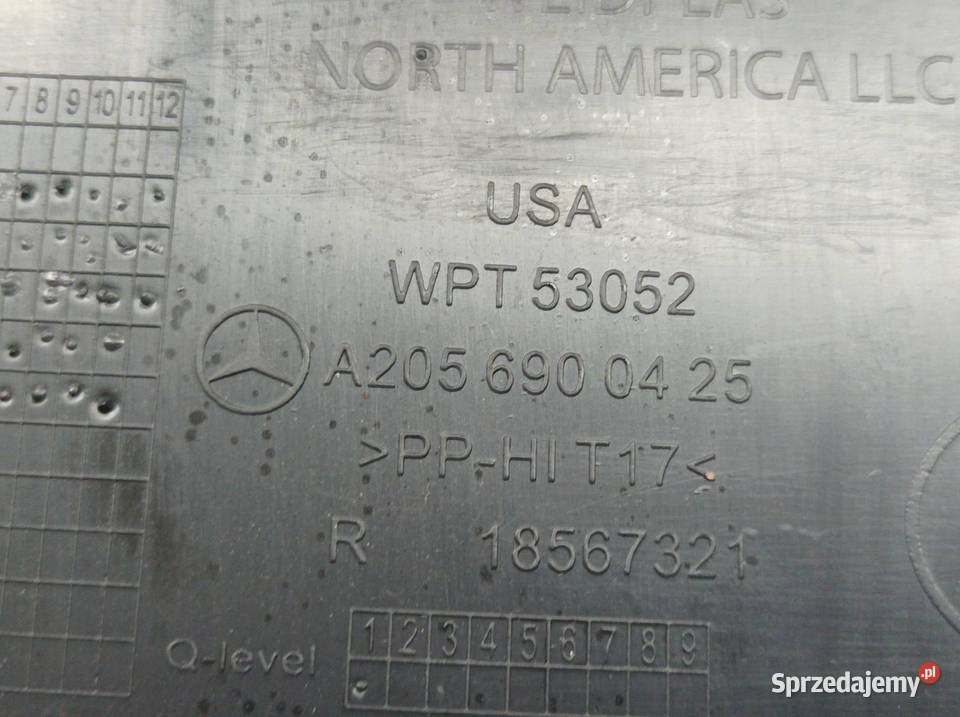 NORTH AMERICA LLC
7 8 9 10 11 12
USA
WPT 53052
A205 690 04 25
>PP-HI T17<
R 18567321
Q-level
1 2 3 4 5 6 7 8 9
Sprzedajemy.pl